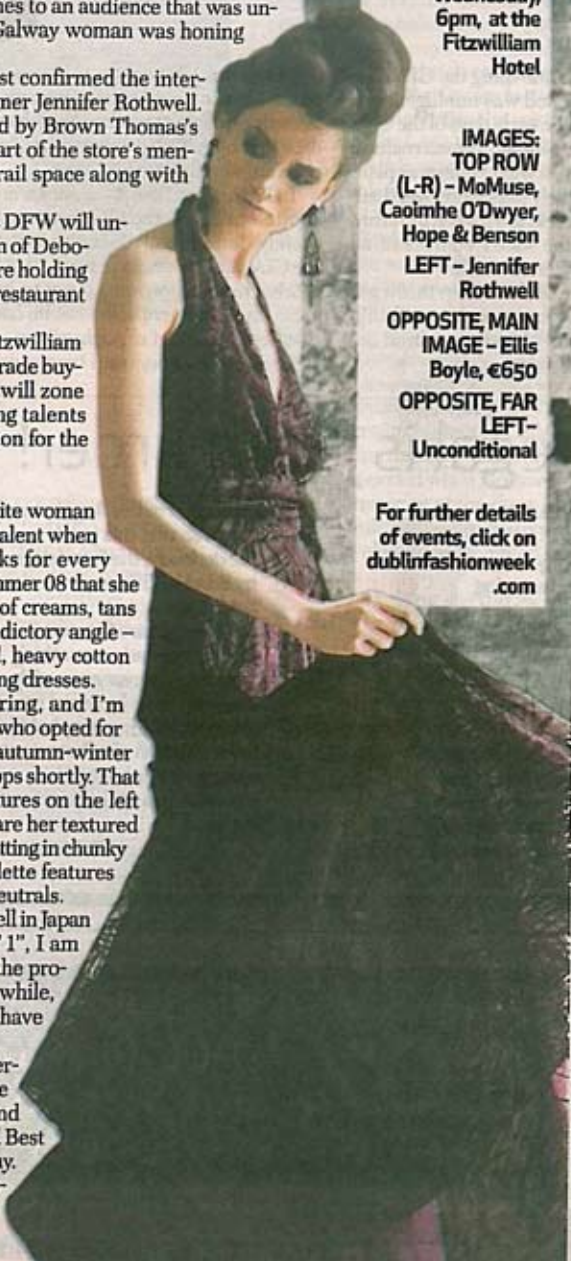 nes to an audience that was un-
Galway woman was honing
st confirmed the inter-
ner Jennifer Rothwell.
d by Brown Thomas's
art of the store's men-
rail space along with
DFW will un-
n of Debo-
re holding
restaurant
tzwilliam
rade buy-
will zone
ng talents
on for the
ite woman
alent when
ks for every
nmer 08 that she
of creams, tans
dictory angle –
l, heavy cotton
ng dresses.
ring, and I'm
who opted for
autumn-winter
ops shortly. That
tures on the left
are her textured
tting in chunky
lette features
eutrals.
ell in Japan
1", I am
the pro-
while,
have
er-
e
nd
Best
ay.
Wednesday,
6pm, at the
Fitzwilliam
Hotel
IMAGES:
TOP ROW
(L-R) – MoMuse,
Caoimhe O'Dwyer,
Hope & Benson
LEFT – Jennifer
Rothwell
OPPOSITE, MAIN
IMAGE – Eilis
Boyle, €650
OPPOSITE, FAR
LEFT–
Unconditional
For further details
of events, click on
dublinfashionweek
.com